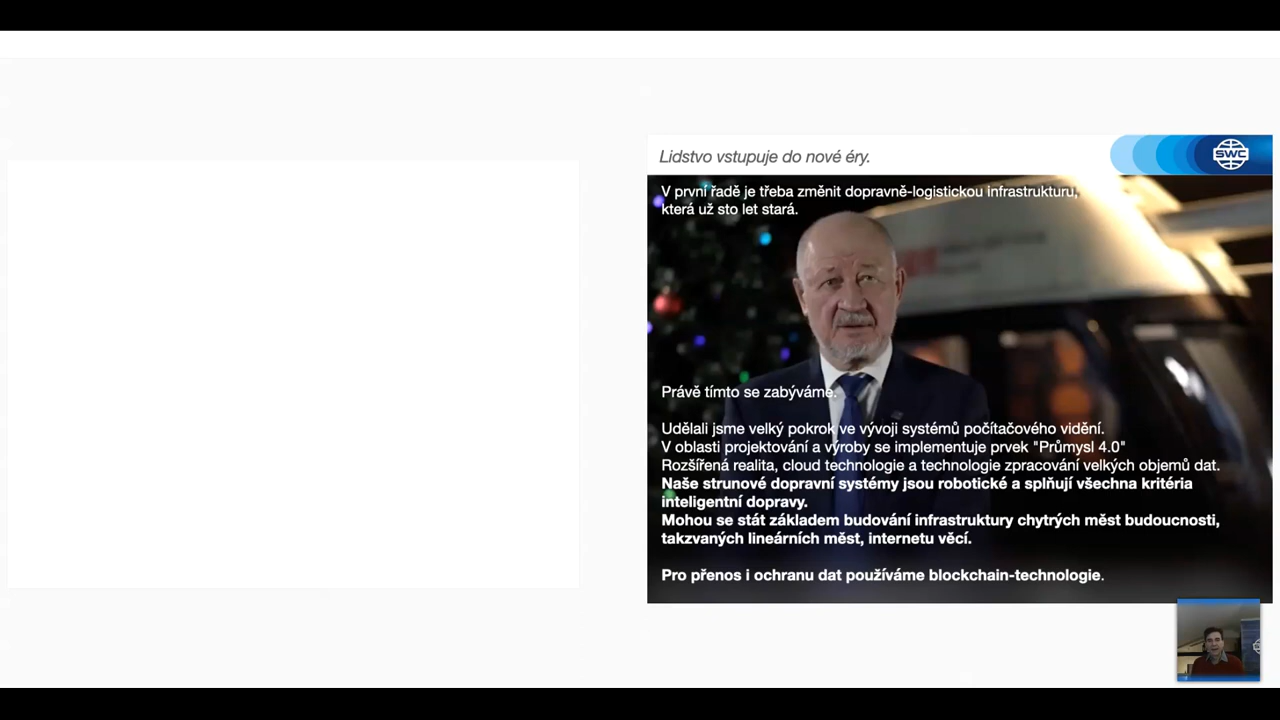 Lidstvo vstupuje do nové éry.
SWC
V první řadě je třeba změnit dopravně-logistickou infrastrukturu,
která už sto let stará.
Právě tímto se zabýváme.
Udělali jsme velký pokrok ve vývoji systémů počítačového vidění.
V oblasti projektování a výroby se implementuje prvek "Průmysl 4.0"
Rozšířená realita, cloud technologie a technologie zpracování velkých objemů dat.
Naše strunové dopravní systémy jsou robotické a splňují všechna kritéria
inteligentní dopravy.
Mohou se stát základem budování infrastruktury chytrých měst budoucnosti,
takzvaných lineárních měst, internetu věcí.
Pro přenos i ochranu dat používáme blockchain-technologie.